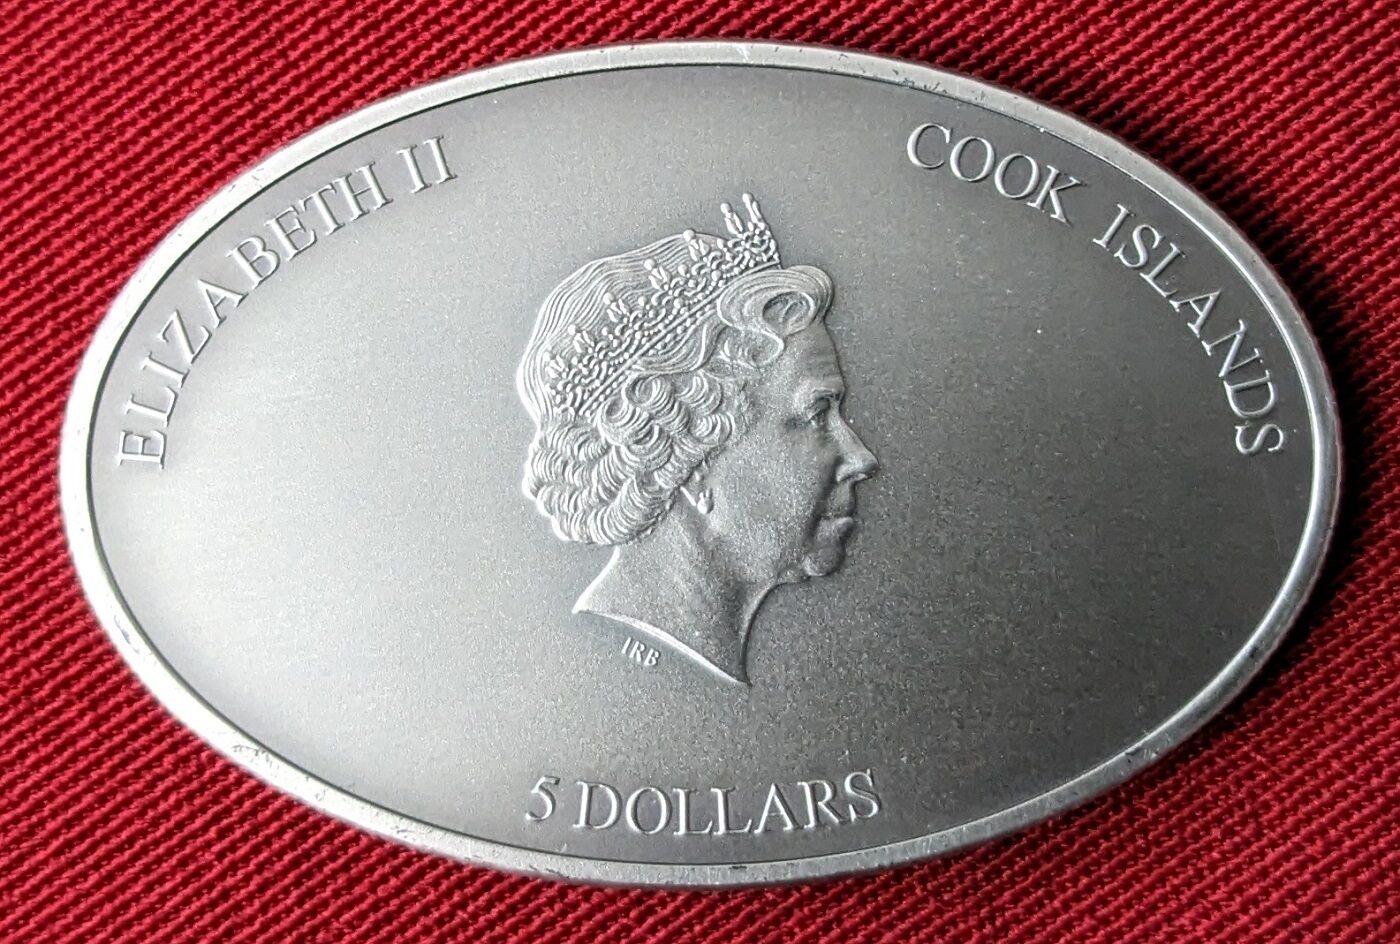 ELIZABETH II
COOK ISLANDS
IRB
5 DOLLARS